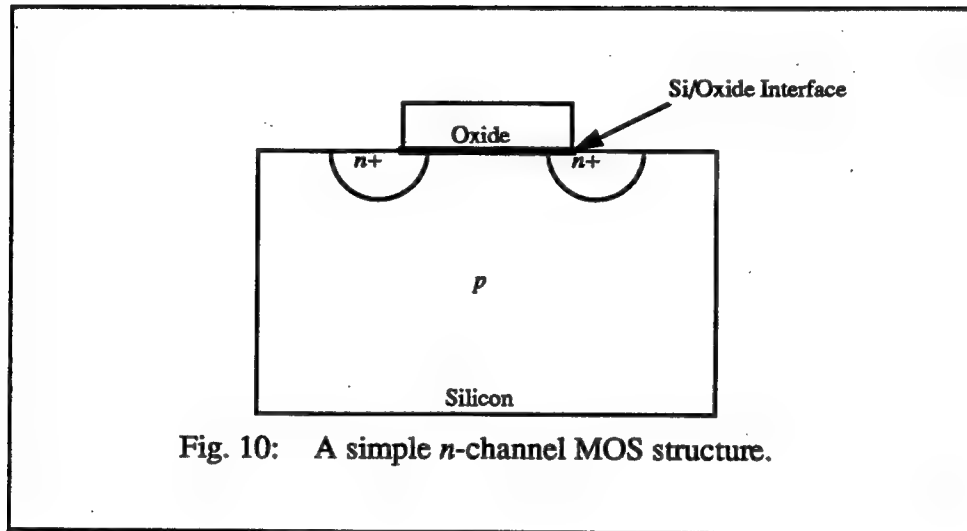 Si/Oxide Interface
Oxide
n+ n+
p
Silicon
Fig. 10: A simple n-channel MOS structure.